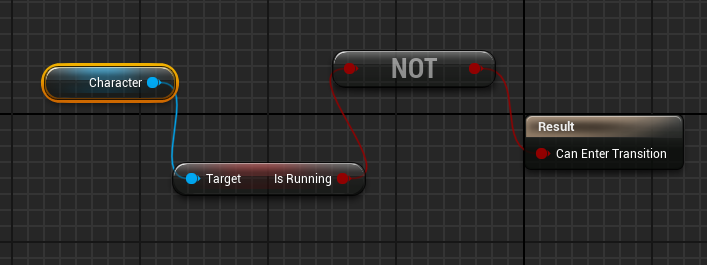 Character
NOT
Result
Can Enter Transition
Target
Is Running